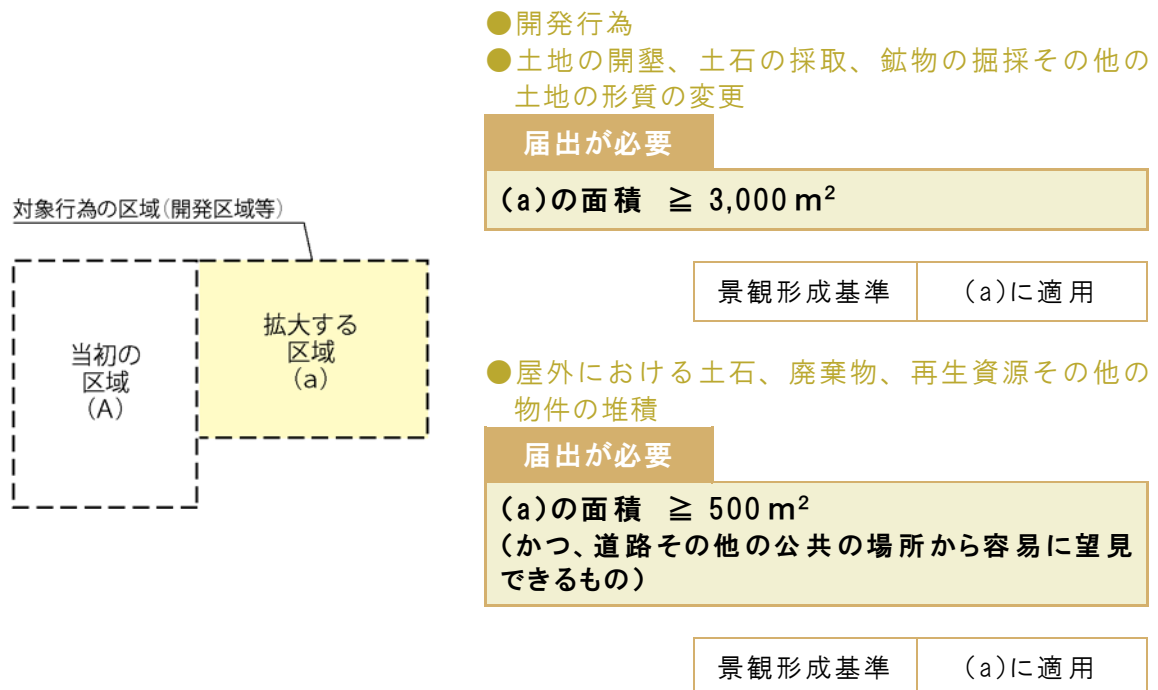 対象行為の区域(開発区域等)
当初の
区域
(A)
拡大する
区域
(a)
●開発行為
●土地の開墾、土石の採取、鉱物の掘採その他の
土地の形質の変更
届出が必要
(a)の面積 ≧ 3,000㎡
景観形成基準 (a)に適用
●屋外における土石、廃棄物、再生資源その他の
物件の堆積
届出が必要
(a)の面積 ≧ 500㎡
(かつ、道路その他の公共の場所から容易に望見
できるもの)
景観形成基準 (a)に適用